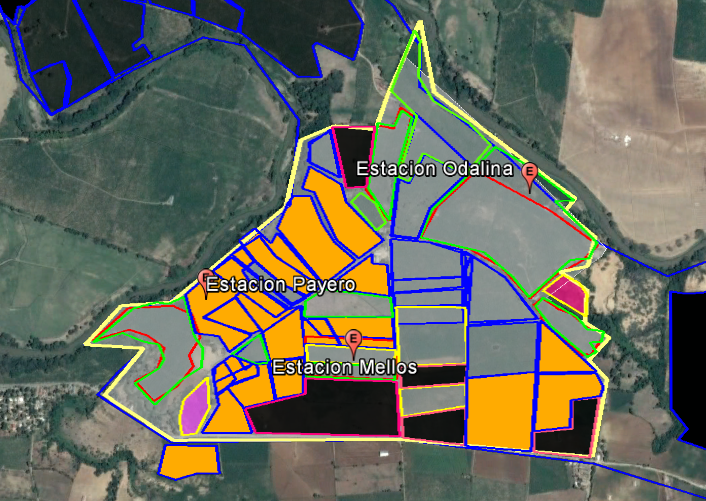 Estacion Odalina
E
Estacion Payero
E
Estacion Mellos
E